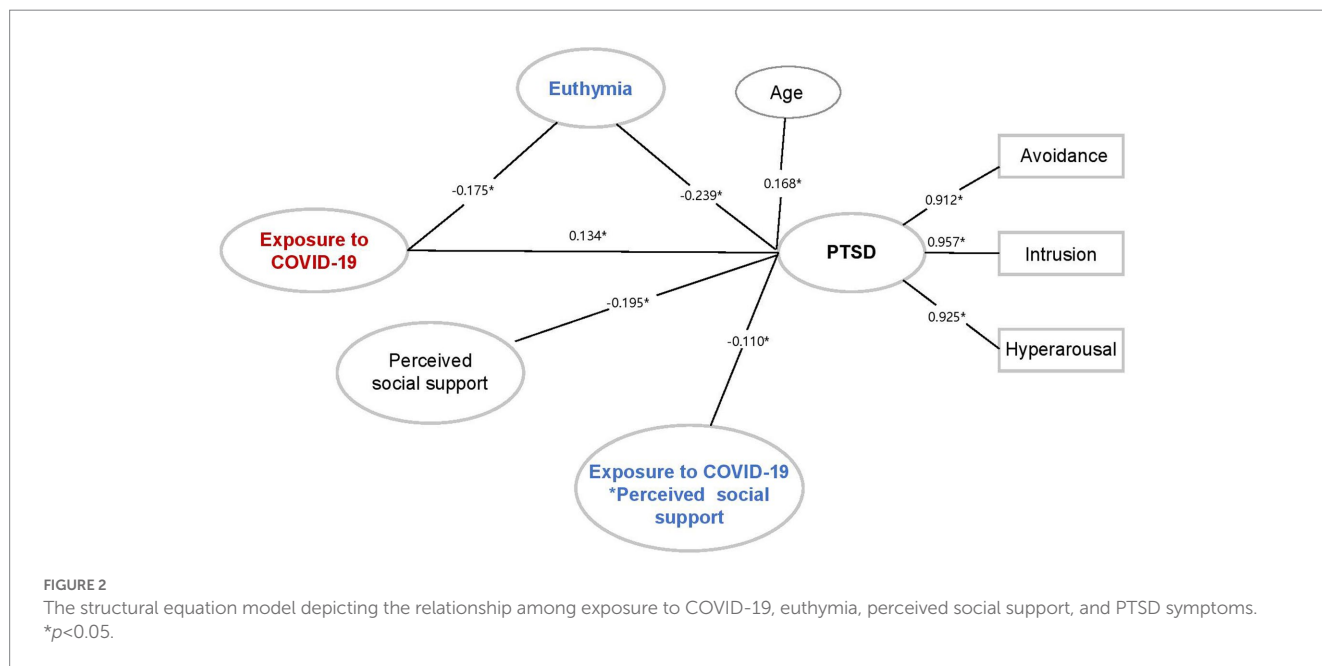 Euthymia
Age
Avoidance
-0.175*
-0.239*
0.168*
0.912*
Exposure to
COVID-19
0.134*
PTSD
0.957*
Intrusion
-0.195*
0.925*
Perceived
social support
-0.110*
Hyperarousal
Exposure to COVID-19
*Perceived social
support
FIGURE 2
The structural equation model depicting the relationship among exposure to COVID-19, euthymia, perceived social support, and PTSD symptoms.
*p<0.05.